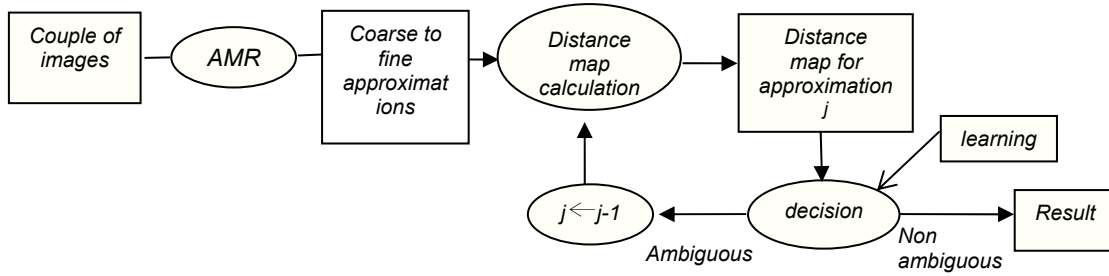 Couple of
images
AMR
Coarse to
fine
approximat
ions
Distance
map
calculation
Distance
map for
approximation
j
learning
j←j-1
decision
Result
Ambiguous
Non
ambiguous